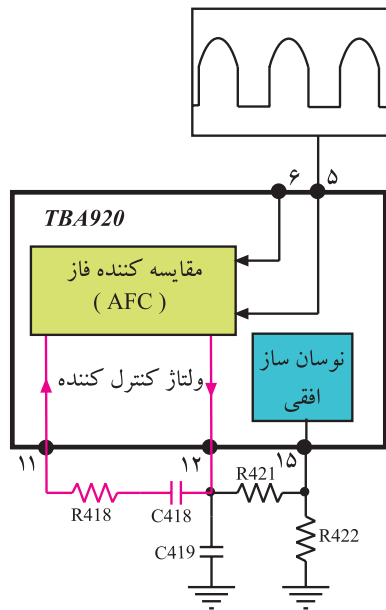 ۶ ۵
TBA920
مقایسه کننده فاز
( AFC )
ولتاژ کنترل کننده
نوسان ساز
افقی
۱۱ ۱۲ ۱۵
R418 C418 R421
C419 R422